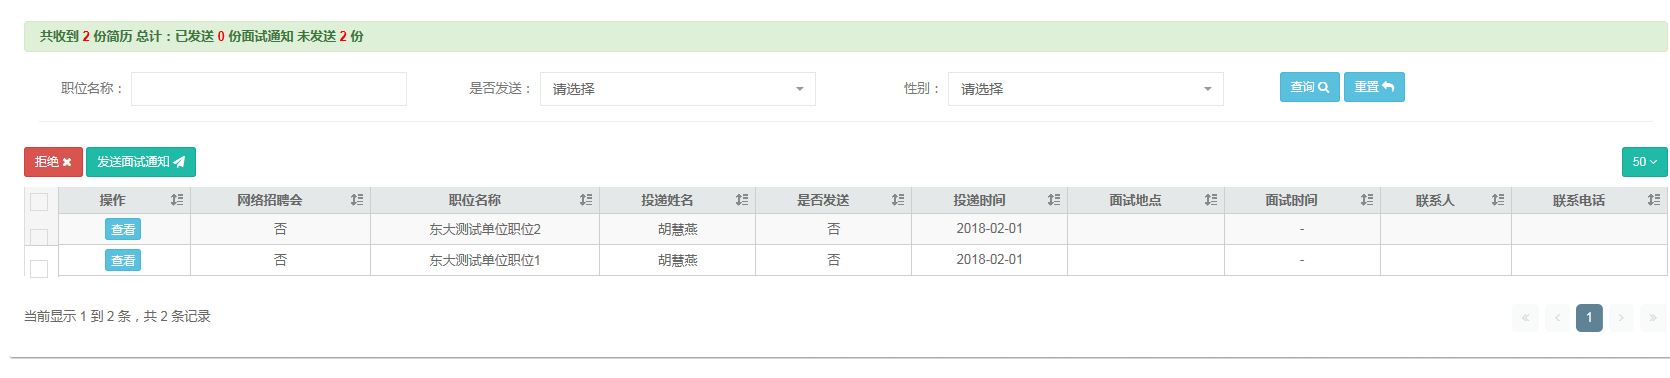 共收到 2 份简历 总计：已发送 0 份面试通知 未发送 2 份
职位名称： 是否发送： 请选择 性别： 请选择 查询 重置
拒绝 发送面试通知 50
操作 网络招聘会 职位名称 投递姓名 是否发送 投递时间 面试地点 面试时间 联系人 联系电话
查看 否 东大测试单位职位2 胡慧燕 否 2018-02-01 -
查看 否 东大测试单位职位1 胡慧燕 否 2018-02-01 -
当前显示 1 到 2 条，共 2 条记录 « ‹ 1 › »